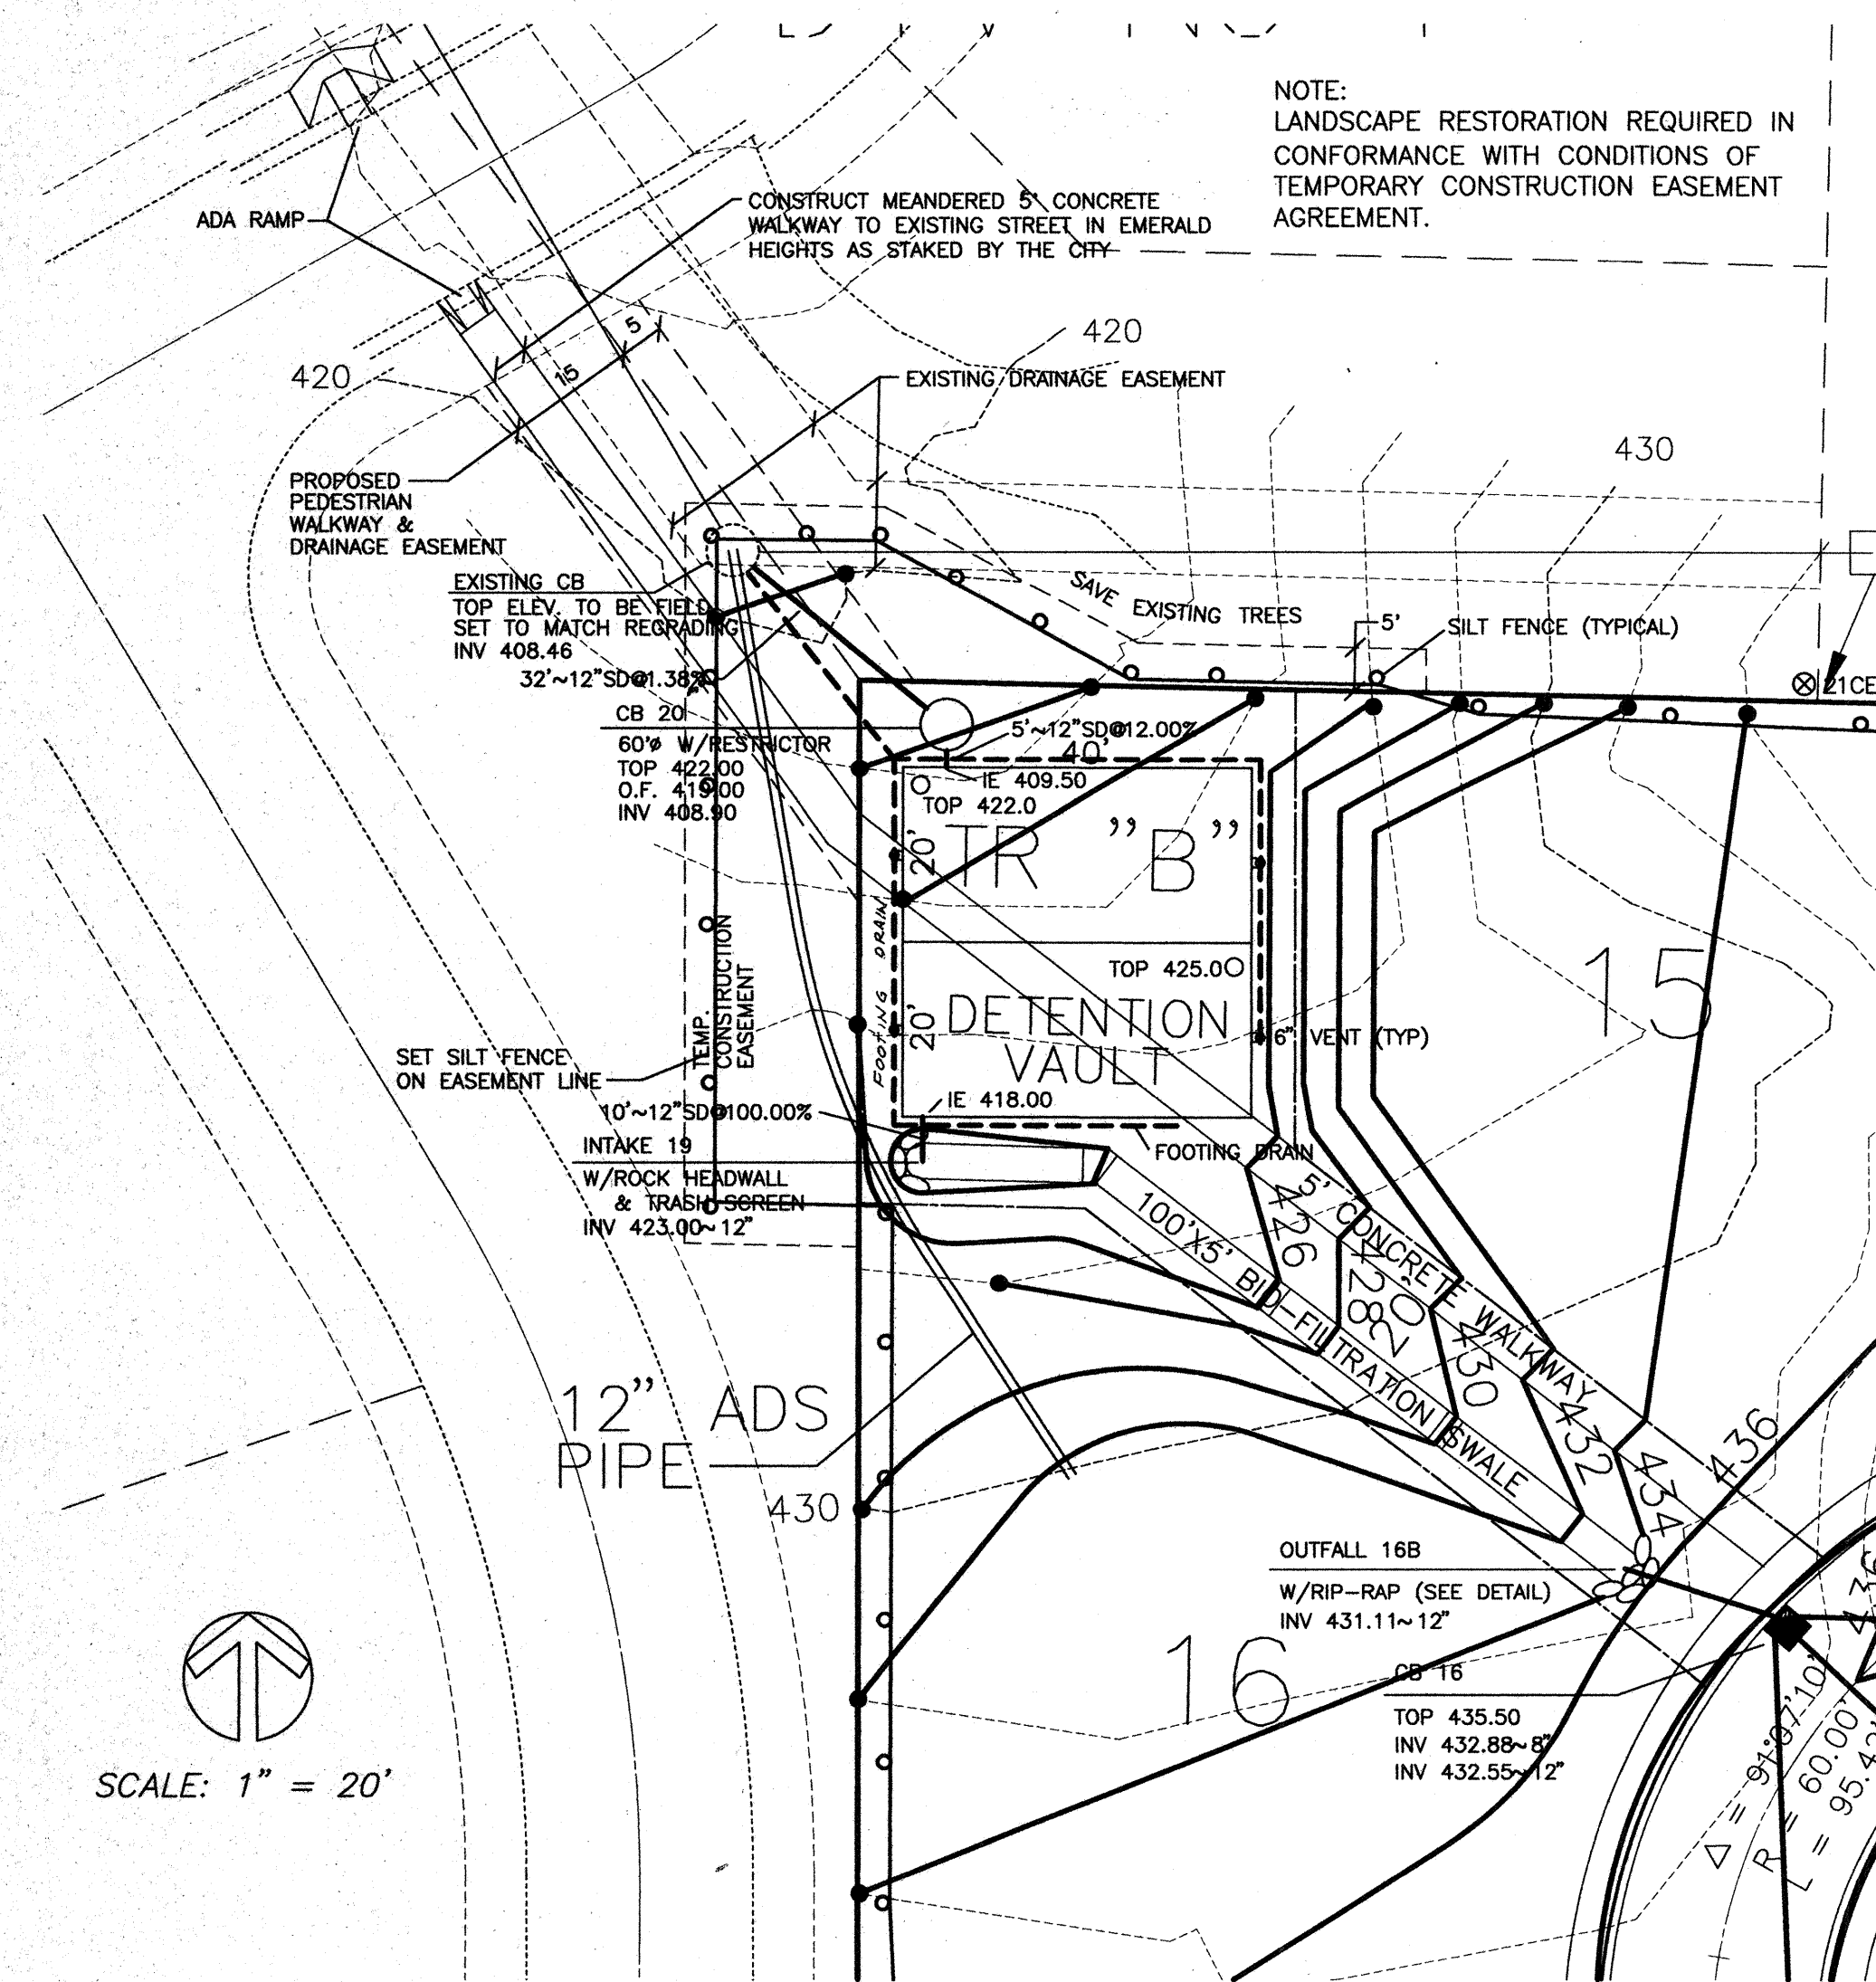 NOTE:
LANDSCAPE RESTORATION REQUIRED IN
CONFORMANCE WITH CONDITIONS OF
TEMPORARY CONSTRUCTION EASEMENT
AGREEMENT.
CONSTRUCT MEANDERED 5' CONCRETE
WALKWAY TO EXISTING STREET IN EMERALD
HEIGHTS AS STAKED BY THE CITY
ADA RAMP
5
15
420
420
EXISTING DRAINAGE EASEMENT
430
PROPOSED
PEDESTRIAN
WALKWAY &
DRAINAGE EASEMENT
EXISTING CB
TOP ELEV. TO BE FIELD
SET TO MATCH REGRADING
INV 408.46
SAVE EXISTING TREES
5'
SILT FENCE (TYPICAL)
32'~12"SD@1.38%
21CE
CB 20
60'ø W/RESTRICTOR
TOP 422.00
O.F. 419.00
INV 408.90
5'~12"SD@12.00%
40'
IE 409.50
TOP 422.0
20'
TR "B"
FOOTING DRAIN
TOP 425.0
20'
DETENTION
VAULT
6" VENT (TYP)
15
TEMP.
CONSTRUCTION
EASEMENT
SET SILT FENCE
ON EASEMENT LINE
IE 418.00
10'~12"SD@100.00%
FOOTING DRAIN
INTAKE 19
W/ROCK HEADWALL
& TRASH SCREEN
INV 423.00~12"
100'X5' BIO-FILTRATION SWALE
5' CONCRETE WALKWAY
426
428
430
432
434
436
436
12" ADS
PIPE
430
OUTFALL 16B
W/RIP-RAP (SEE DETAIL)
INV 431.11~12"
16
CB 16
TOP 435.50
INV 432.88~8"
INV 432.55~12"
Δ = 91°07'10"
R = 60.00'
L = 95.42'
SCALE: 1" = 20'